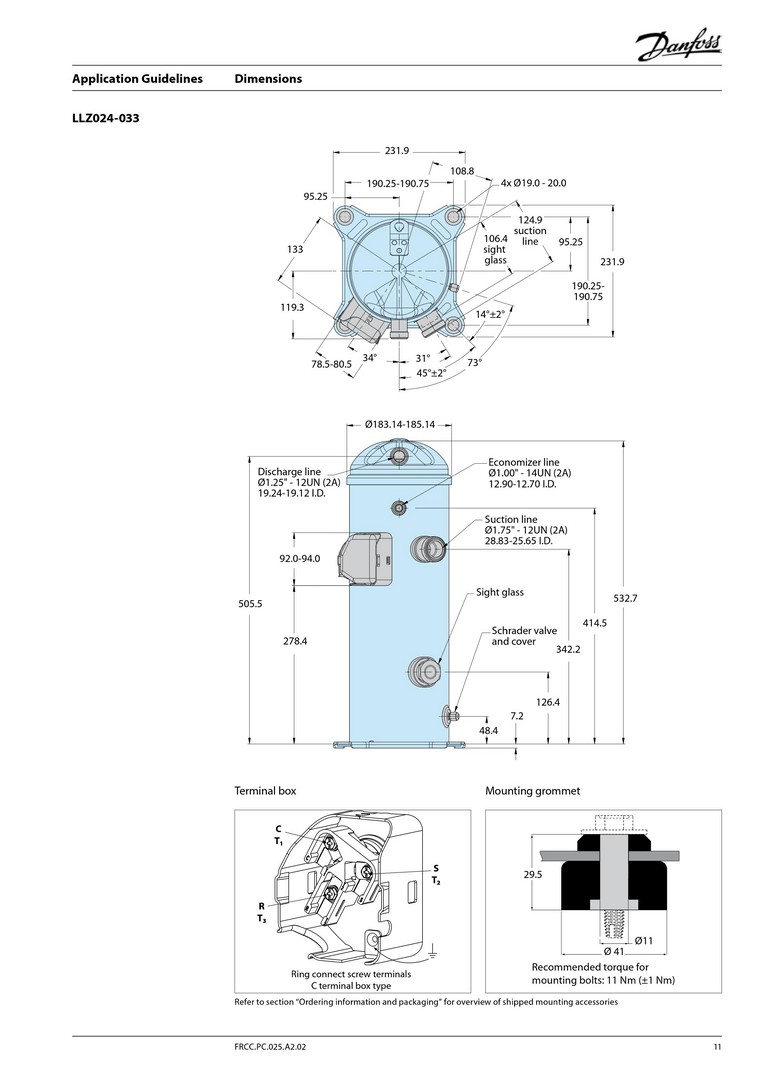 Danfoss
Application Guidelines Dimensions
LLZ024-033
231.9
108.8
190.25-190.75
4x Ø19.0 - 20.0
95.25
124.9
suction
line
106.4
sight
glass
95.25
133
231.9
190.25-
190.75
119.3
14°±2°
34°
31°
73°
78.5-80.5
45°±2°
Ø183.14-185.14
Discharge line
Ø1.25" - 12UN (2A)
19.24-19.12 I.D.
Economizer line
Ø1.00" - 14UN (2A)
12.90-12.70 I.D.
Suction line
Ø1.75" - 12UN (2A)
28.83-25.65 I.D.
92.0-94.0
Sight glass
532.7
505.5
414.5
Schrader valve
and cover
278.4
342.2
126.4
7.2
48.4
Terminal box
Mounting grommet
C
T₁
S
T₂
R
T₃
Ring connect screw terminals
C terminal box type
29.5
Ø11
Ø 41
Recommended torque for
mounting bolts: 11 Nm (±1 Nm)
Refer to section “Ordering information and packaging” for overview of shipped mounting accessories
FRCC.PC.025.A2.02 11